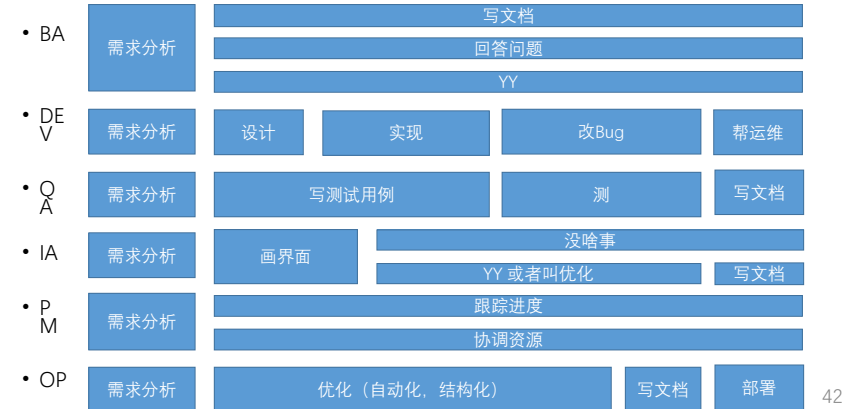 • BA
需求分析
写文档
回答问题
YY
• DE
V
需求分析
设计
实现
改Bug
帮运维
• Q
A
需求分析
写测试用例
测
写文档
• IA
需求分析
画界面
没啥事
YY 或者叫优化
写文档
• P
M
需求分析
跟踪进度
协调资源
• OP
需求分析
优化（自动化，结构化）
写文档
部署
42